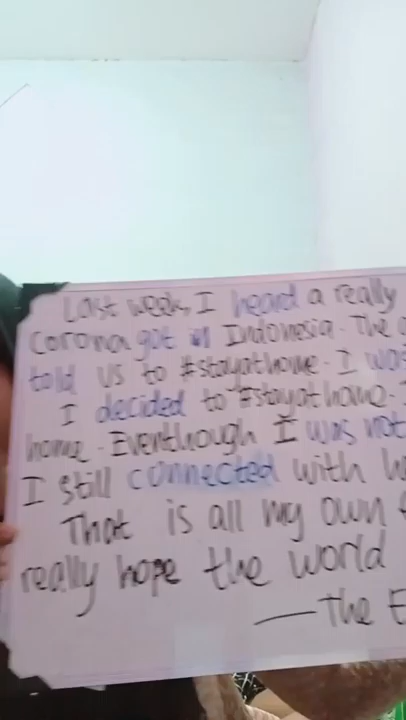 Last week, I heard a really
Corona got in Indonesia. The
told us to #stayathome. I was
I decided to #stayathome.
home. Eventhough I was not
I still connected with
That is all my own
really hope the world
— The E